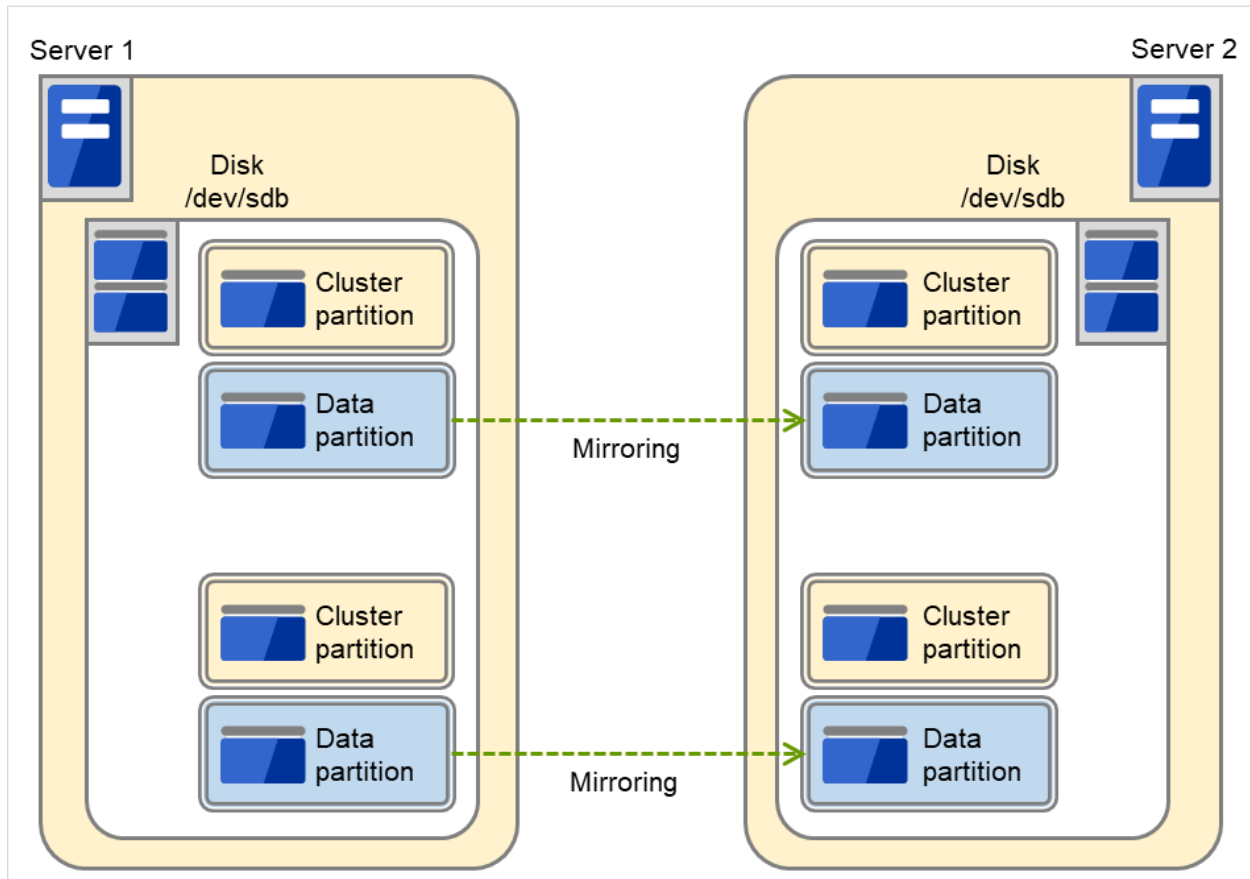 Server 1
Server 2
Disk
/dev/sdb
Disk
/dev/sdb
Cluster
partition
Cluster
partition
Data
partition
Mirroring
Data
partition
Cluster
partition
Cluster
partition
Data
partition
Mirroring
Data
partition